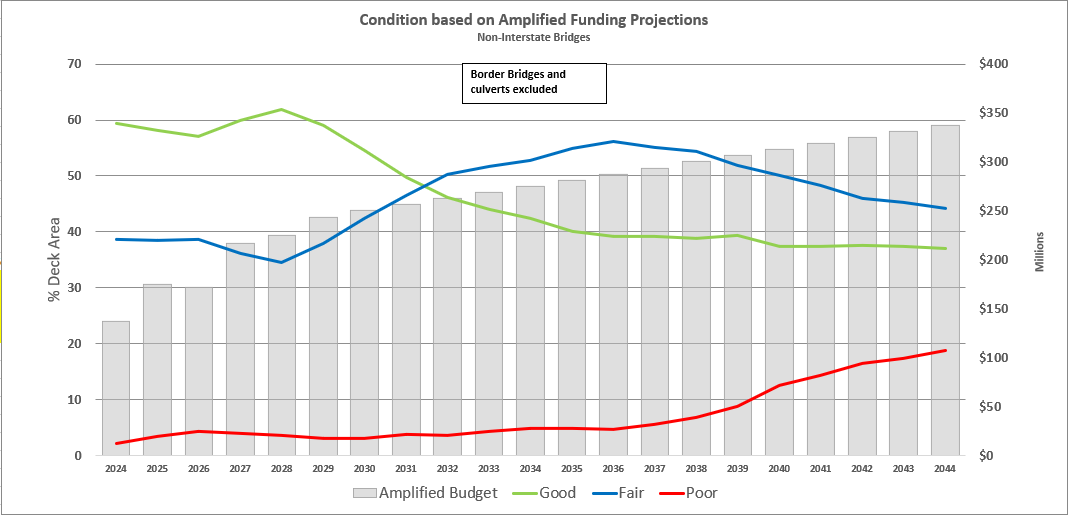 Condition based on Amplified Funding Projections
Non-Interstate Bridges
Border Bridges and
culverts excluded
70
60
50
40
30
20
10
0
% Deck Area
$400
$350
$300
$250
$200
$150
$100
$50
$0
Millions
2024 2025 2026 2027 2028 2029 2030 2031 2032 2033 2034 2035 2036 2037 2038 2039 2040 2041 2042 2043 2044
Amplified Budget Good Fair Poor